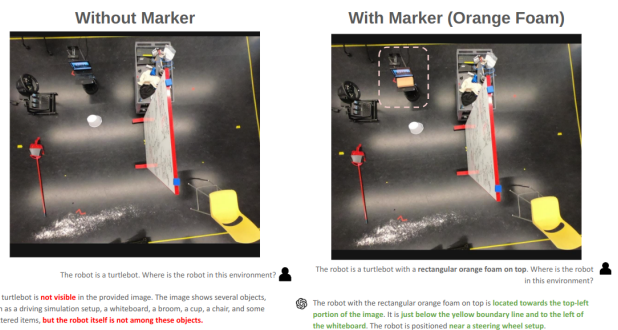 Without Marker
With Marker (Orange Foam)
The robot is a turtlebot. Where is the robot in this environment?
The robot is a turtlebot with a rectangular orange foam on top. Where is the robot
in this environment?
turtlebot is not visible in the provided image. The image shows several objects,
as a driving simulation setup, a whiteboard, a broom, a cup, a chair, and some
ttered items, but the robot itself is not among these objects.
The robot with the rectangular orange foam on top is located towards the top-left
portion of the image. It is just below the yellow boundary line and to the left of
the whiteboard. The robot is positioned near a steering wheel setup.